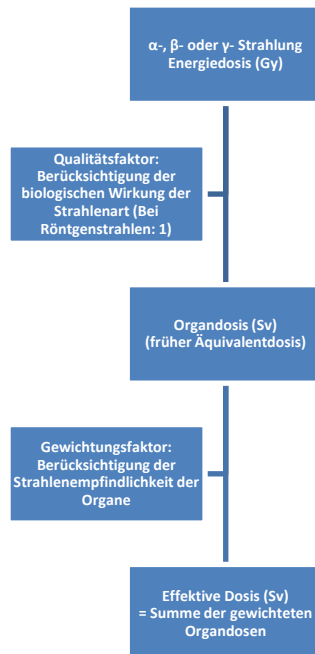 α-, β- oder γ- Strahlung
Energiedosis (Gy)
Qualitätsfaktor:
Berücksichtigung der
biologischen Wirkung der
Strahlenart (Bei
Röntgenstrahlen: 1)
Organdosis (Sv)
(früher Äquivalentdosis)
Gewichtungsfaktor:
Berücksichtigung der
Strahlenempfindlichkeit der
Organe
Effektive Dosis (Sv)
= Summe der gewichteten
Organdosen